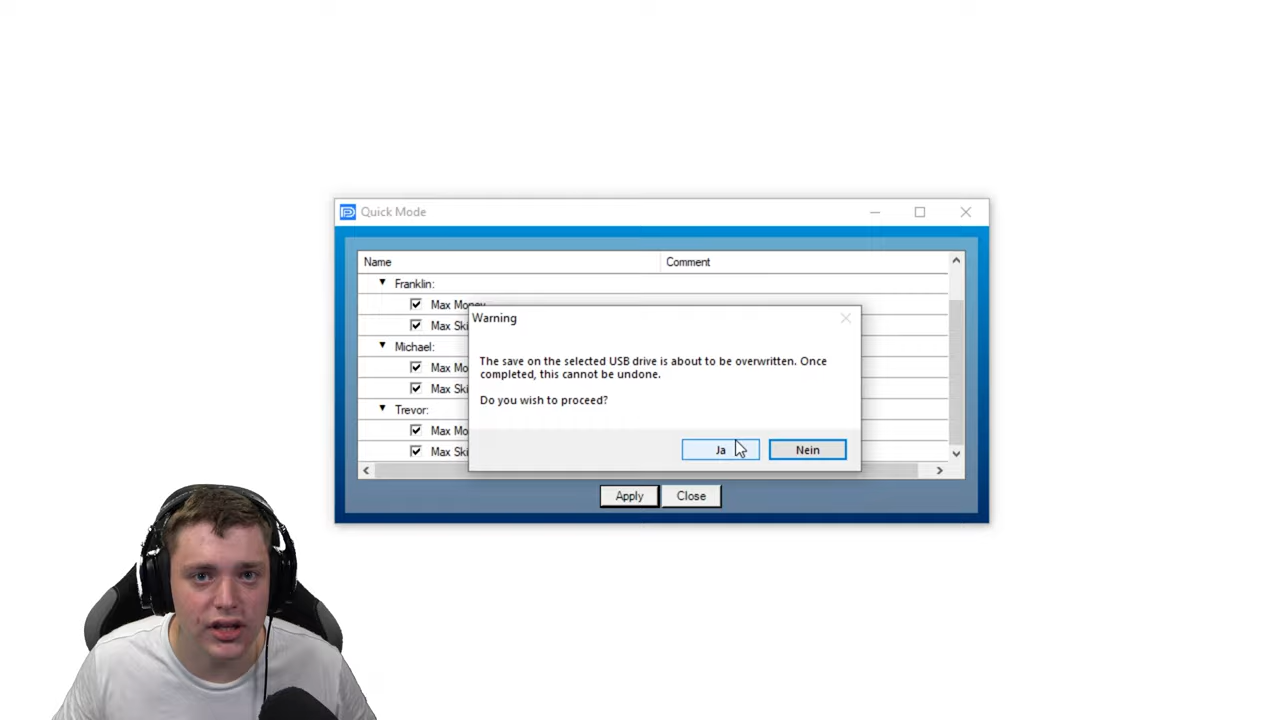 Quick Mode
Name Comment
Franklin:
Max Money
Max Ski
Michael:
Max Mo
Max Ski
Trevor:
Max Mo
Max Ski
Warning
The save on the selected USB drive is about to be overwritten. Once
completed, this cannot be undone.
Do you wish to proceed?
Ja Nein
Apply Close